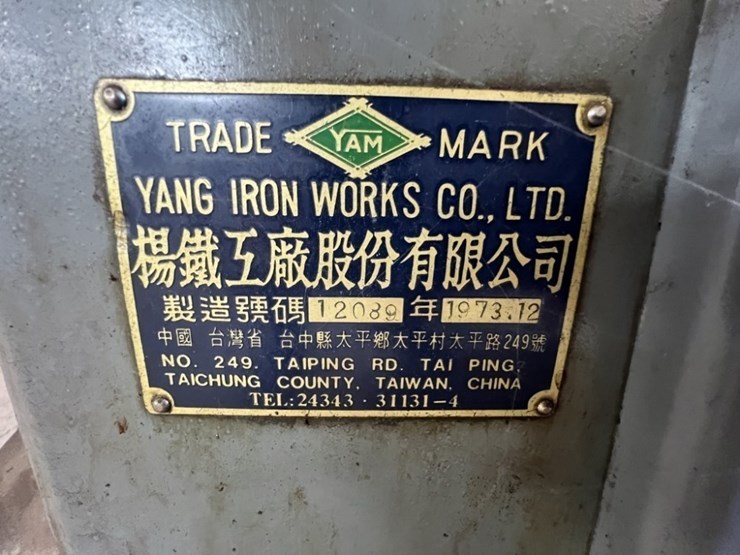 TRADE YAM MARK
YANG IRON WORKS CO., LTD.
楊鐵工廠股份有限公司
製造號碼 12089 年 1973.12
中國 台灣省 台中縣太平鄉太平村太平路249號
NO. 249. TAIPING RD. TAI PING,
TAICHUNG COUNTY, TAIWAN, CHINA
TEL:24343·31131-4